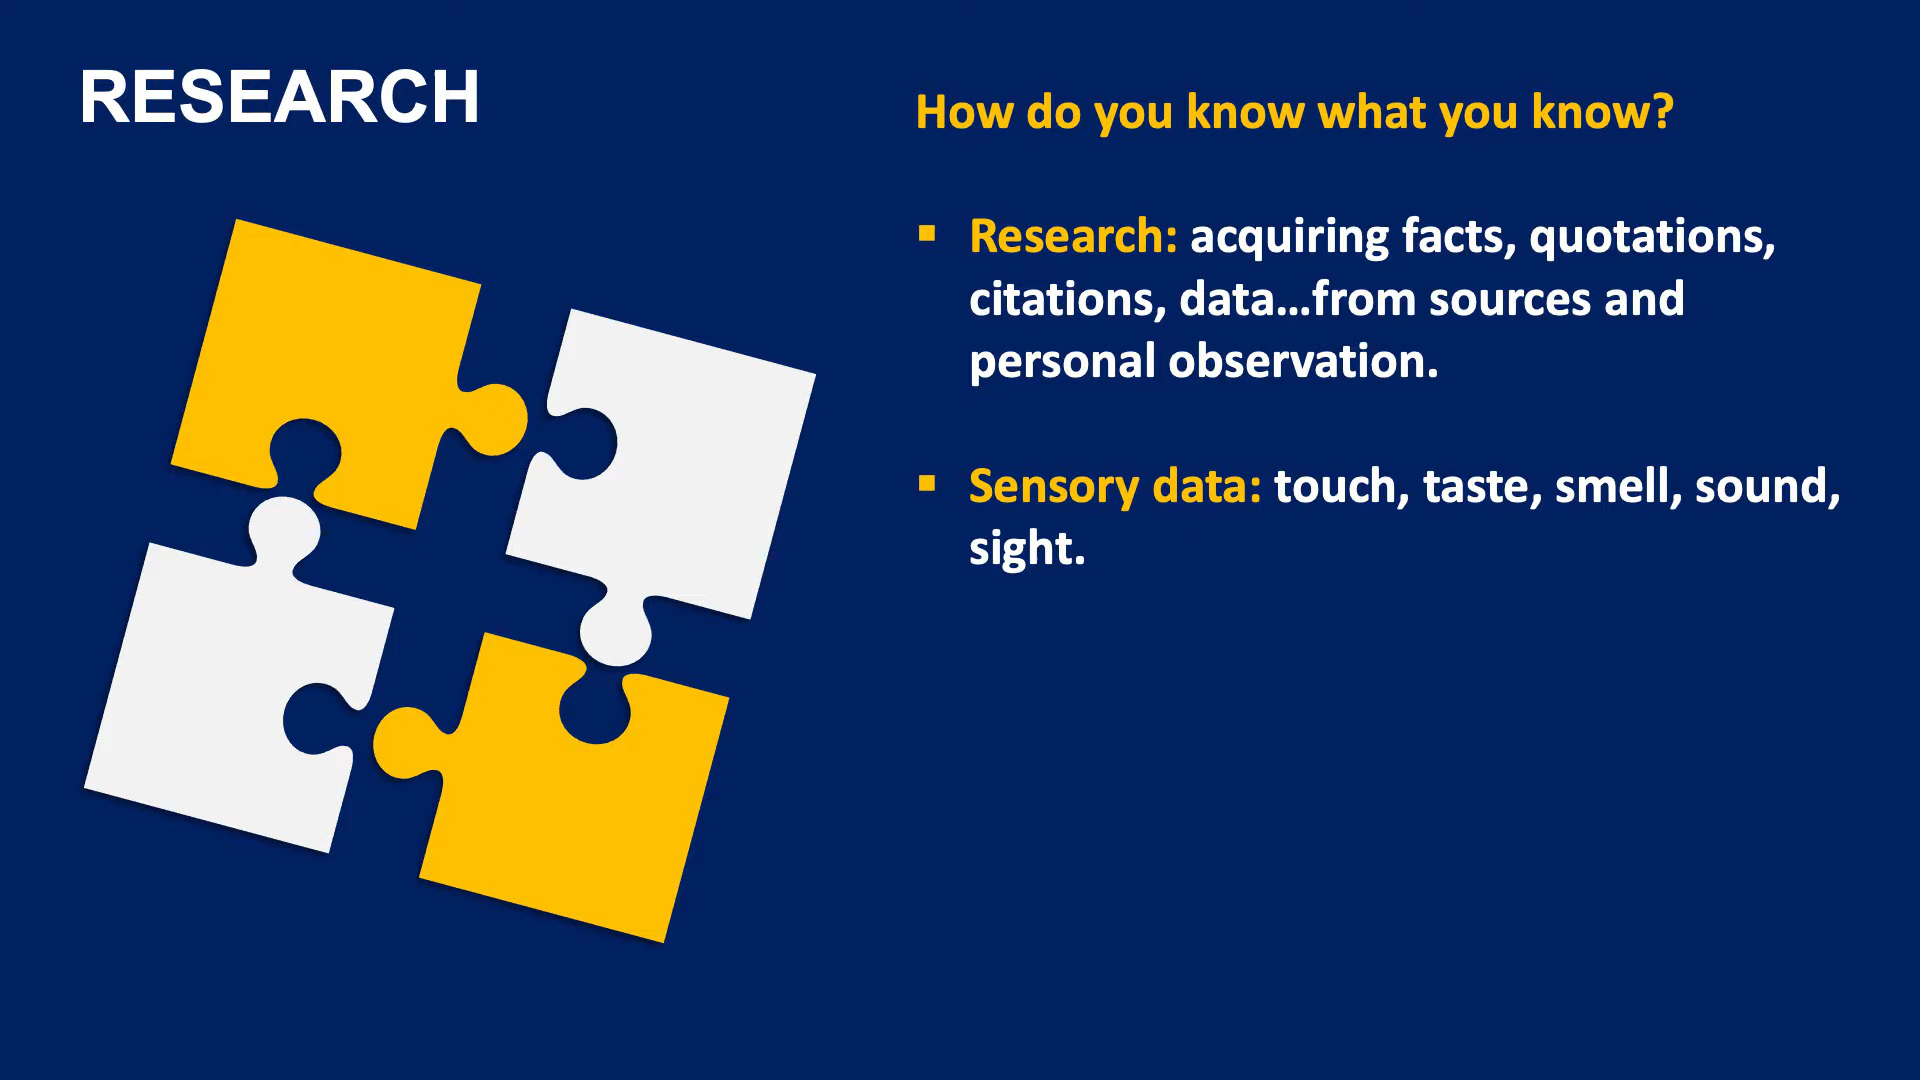 RESEARCH
How do you know what you know?
▪ Research: acquiring facts, quotations,
citations, data...from sources and
personal observation.
▪ Sensory data: touch, taste, smell, sound,
sight.